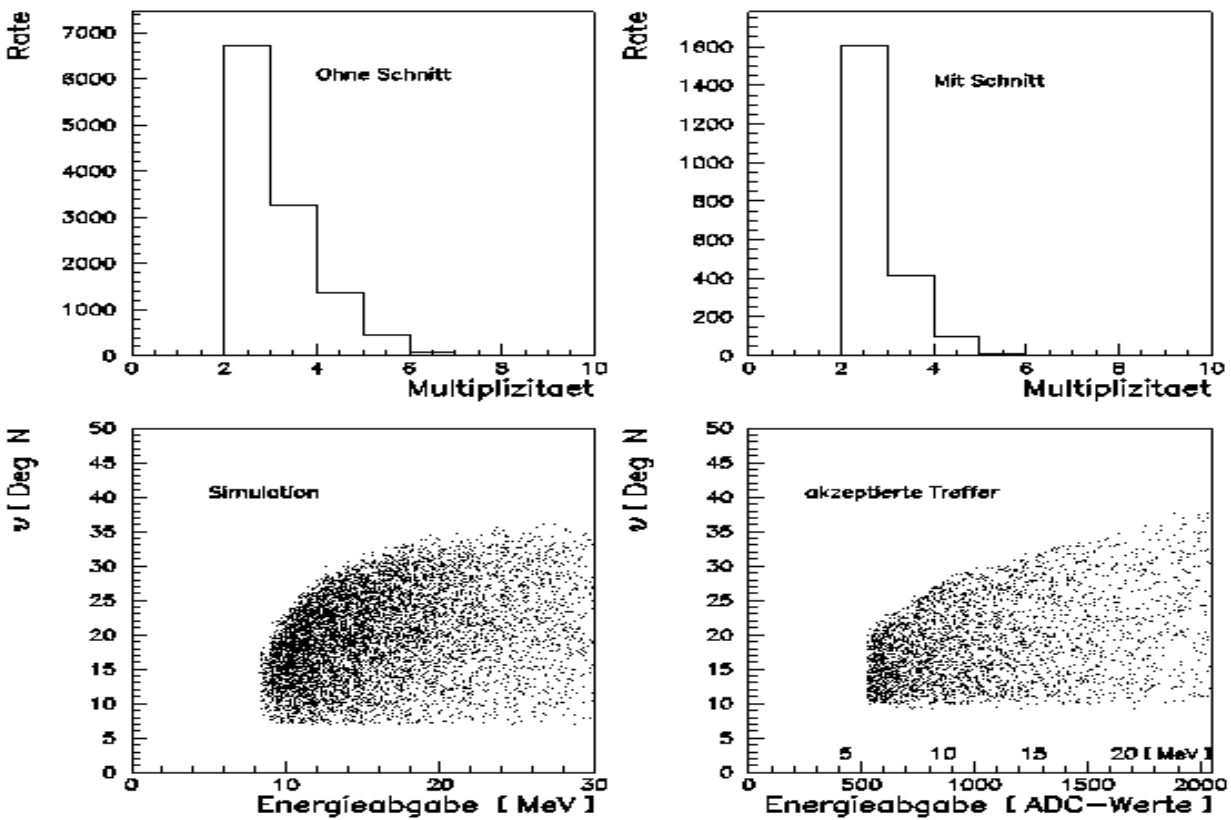 Rate
7000
6000
5000
4000
3000
2000
1000
0
Ohne Schnitt
0 2 4 6 8 10
Multiplizitaet
Rate
1600
1400
1200
1000
800
600
400
200
0
Mit Schnitt
0 2 4 6 8 10
Multiplizitaet
υ [Deg N
50
45
40
35
30
25
20
15
10
5
0
Simulation
0 10 20 30
Energieabgabe [MeV]
υ [Deg N
50
45
40
35
30
25
20
15
10
5
0
akzeptierte Treffer
5 10 15 20 [MeV]
0 500 1000 1500 2000
Energieabgabe [ADC-Werte]